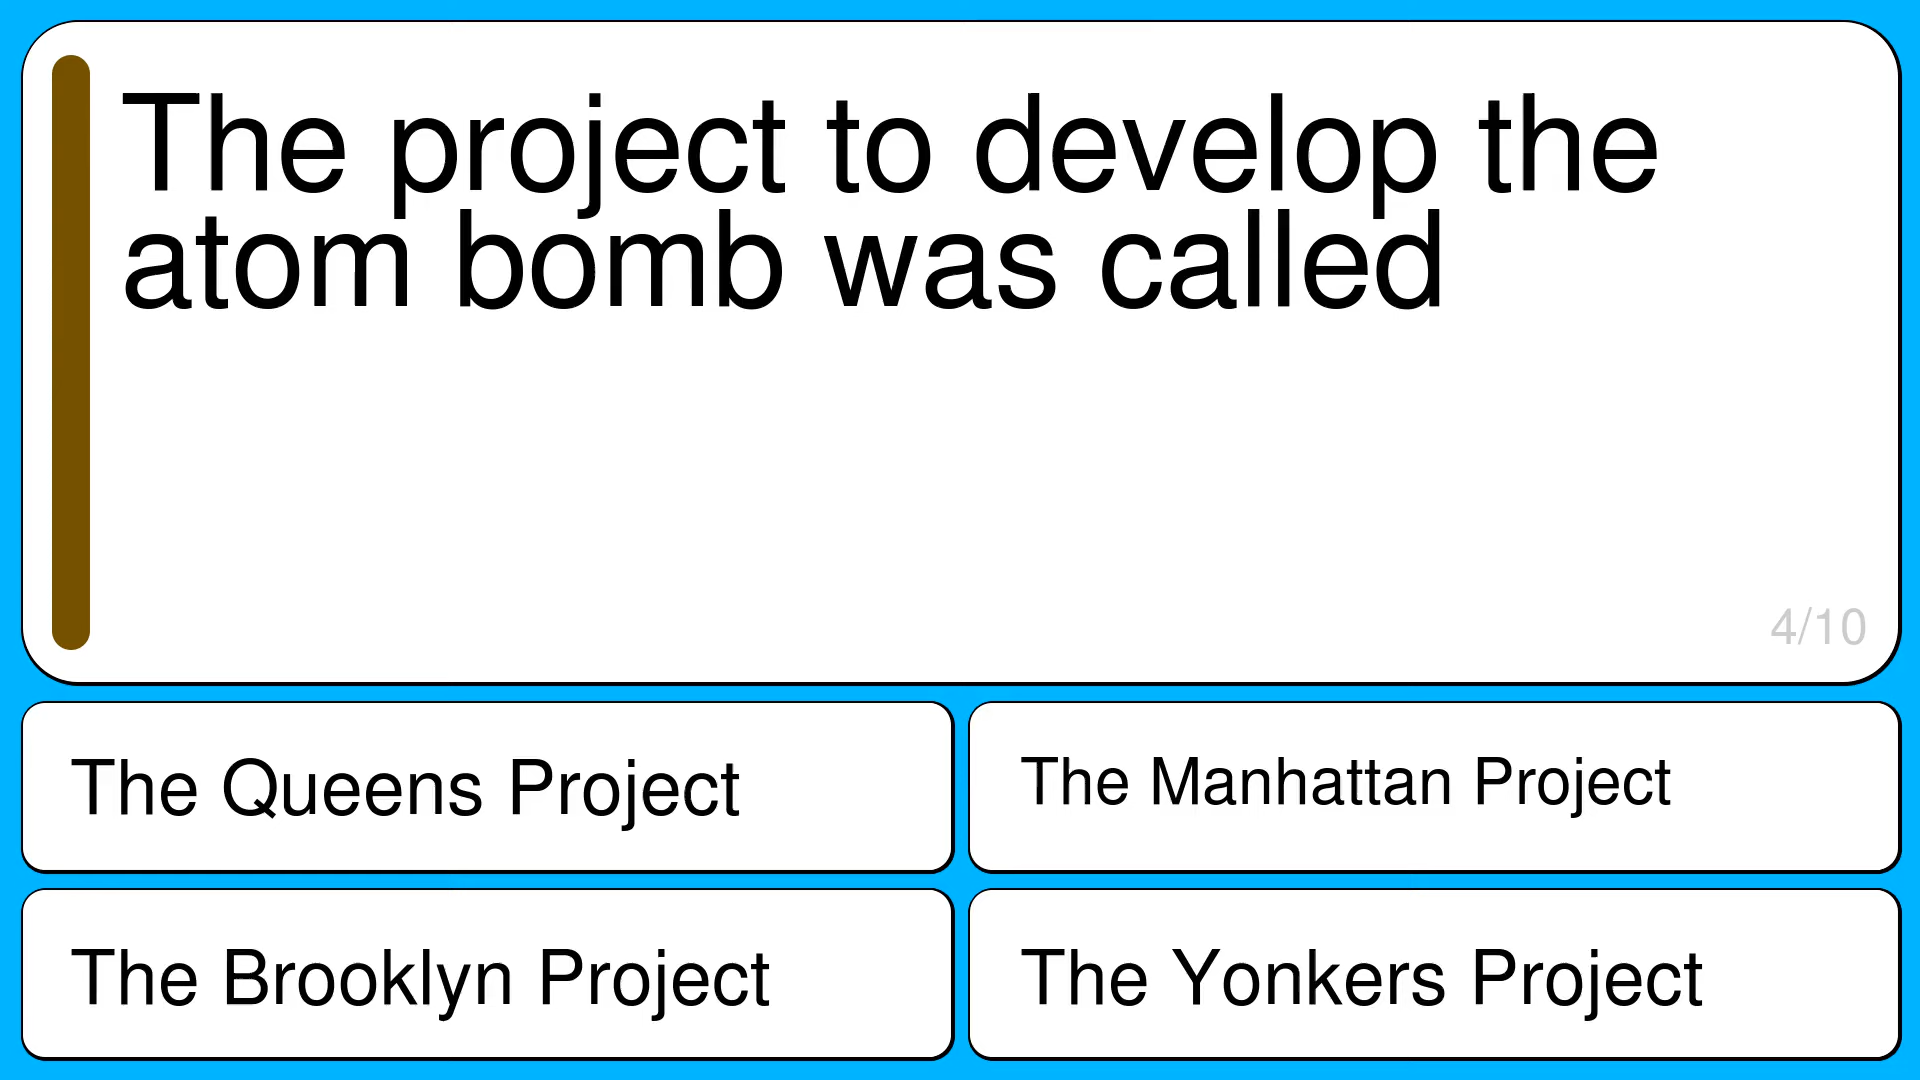 The project to develop the
atom bomb was called
4/10
The Queens Project
The Manhattan Project
The Brooklyn Project
The Yonkers Project